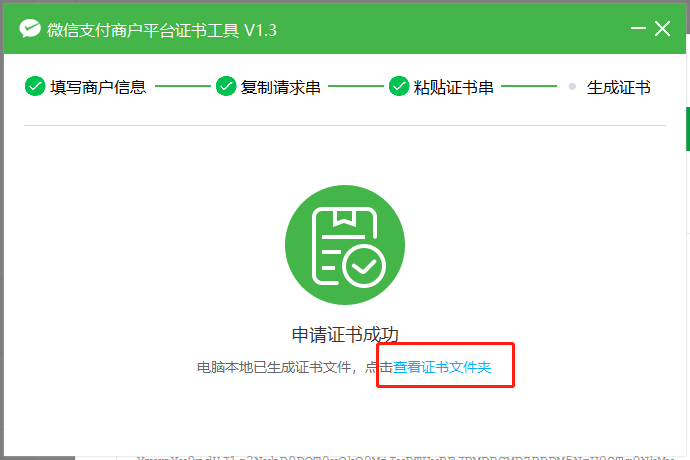 微信支付商户平台证书工具 V1.3
填写商户信息 复制请求串 粘贴证书串 生成证书
申请证书成功
电脑本地已生成证书文件，点击查看证书文件夹